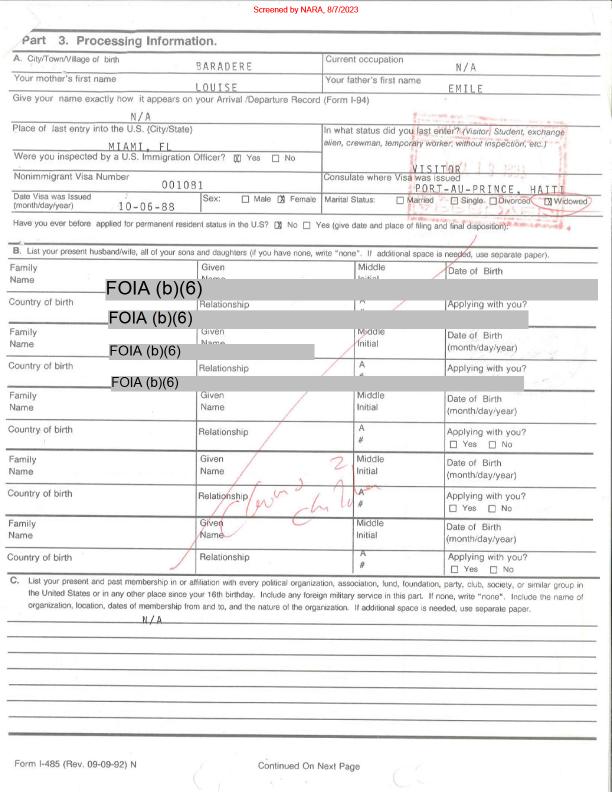 Screened by NARA, 8/7/2023
Part 3. Processing Information.
A. City/Town/Village of birth BARADERE Current occupation N/A
Your mother's first name LOUISE Your father's first name EMILE
Give your name exactly how it appears on your Arrival /Departure Record (Form I-94)
N/A
Place of last entry into the U.S. (City/State) In what status did you last enter? (Visitor, Student, exchange
MIAMI, FL alien, crewman, temporary worker, without inspection, etc.)
Were you inspected by a U.S. Immigration Officer? ☒ Yes ☐ No VISITOR
Nonimmigrant Visa Number 001081 Consulate where Visa was issued PORT-AU-PRINCE, HAITI
Date Visa was Issued (month/day/year) 10-06-88 Sex: ☐ Male ☒ Female Marital Status: ☐ Married ☐ Single ☐ Divorced ☒ Widowed
Have you ever before applied for permanent resident status in the U.S.? ☒ No ☐ Yes (give date and place of filing and final disposition):
B. List your present husband/wife, all of your sons and daughters (if you have none, write "none". If additional space is needed, use separate paper).
Family Name Given Name Middle Initial Date of Birth
FOIA (b)(6)
Country of birth Relationship A Applying with you?
FOIA (b)(6)
Family Name Given Name Middle Initial Date of Birth (month/day/year)
FOIA (b)(6)
Country of birth Relationship A Applying with you?
FOIA (b)(6)
Family Name Given Name Middle Initial Date of Birth (month/day/year)
Country of birth Relationship A # Applying with you? ☐ Yes ☐ No
Family Name Given Name Middle Initial Date of Birth (month/day/year)
2
Country of birth Relationship A # Applying with you? ☐ Yes ☐ No
Family Name Given Name Middle Initial Date of Birth (month/day/year)
Country of birth Relationship A # Applying with you? ☐ Yes ☐ No
C. List your present and past membership in or affiliation with every political organization, association, fund, foundation, party, club, society, or similar group in
the United States or in any other place since your 16th birthday. Include any foreign military service in this part. If none, write "none". Include the name of
organization, location, dates of membership from and to, and the nature of the organization. If additional space is needed, use separate paper.
N/A
Form I-485 (Rev. 09-09-92) N Continued On Next Page